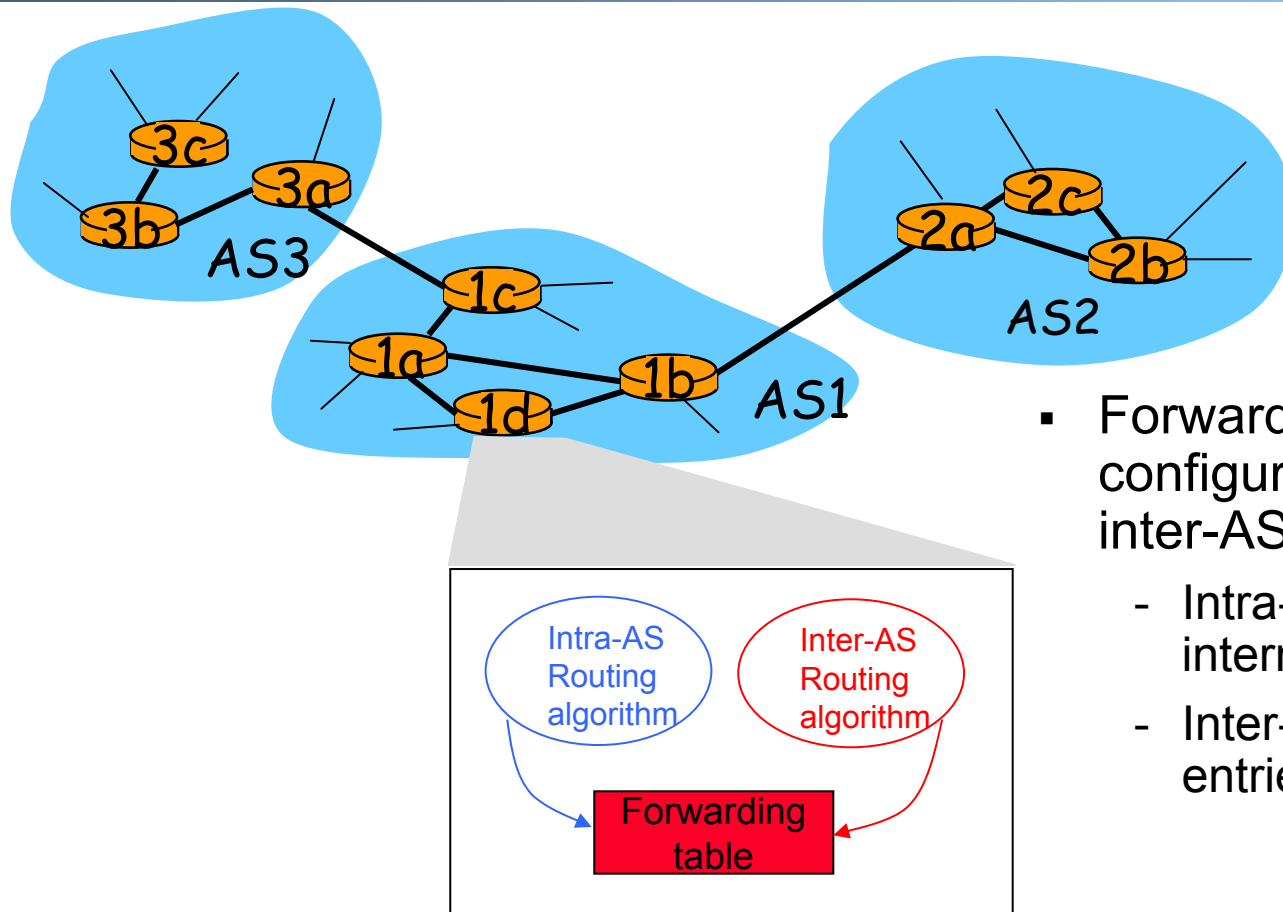 3c
3a
3b
AS3
2c
2a
2b
AS2
1c
1a
1b
1d
AS1
Intra-AS
Routing
algorithm
Inter-AS
Routing
algorithm
Forwarding
table
▪ Forward
configur
inter-AS
- Intra-
intern
- Inter-
entrie